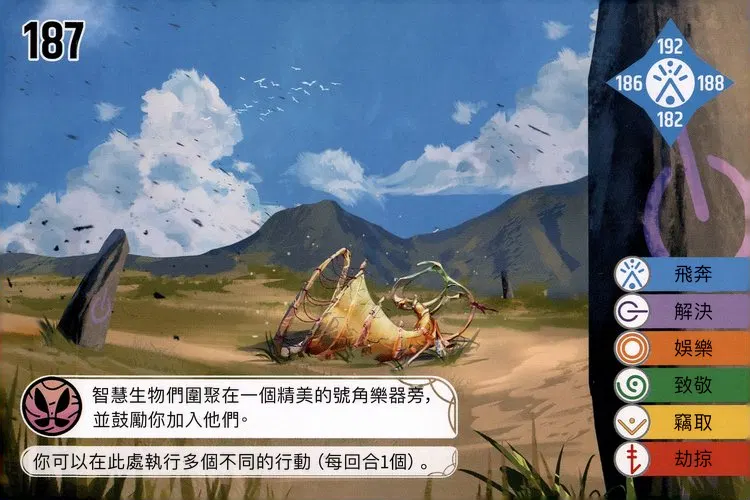 187
192
186 188
182
飛奔
解決
娛樂
致敬
竊取
劫掠
智慧生物們圍聚在一個精美的號角樂器旁，
並鼓勵你加入他們。
你可以在此處執行多個不同的行動（每回合1個）。